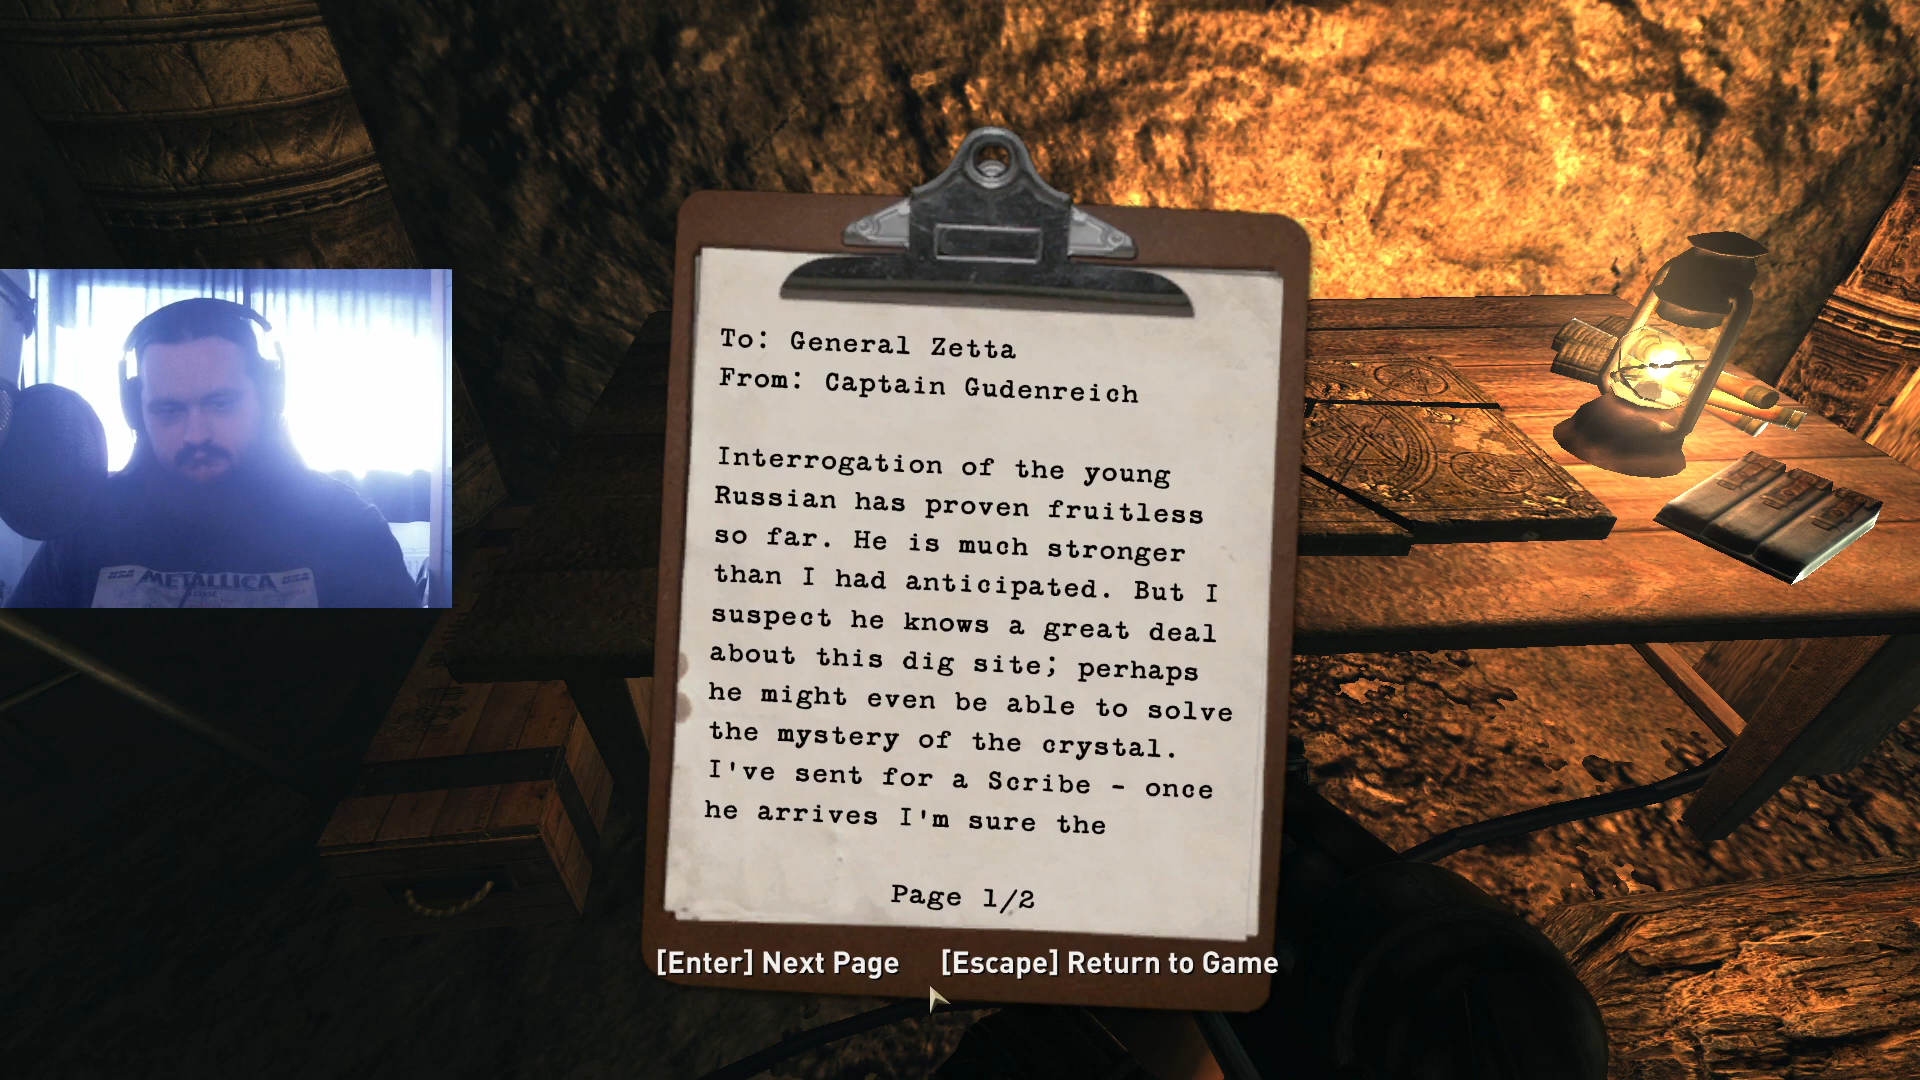 To: General Zetta
From: Captain Gudenreich
Interrogation of the young
Russian has proven fruitless
so far. He is much stronger
than I had anticipated. But I
suspect he knows a great deal
about this dig site; perhaps
he might even be able to solve
the mystery of the crystal.
I've sent for a Scribe - once
he arrives I'm sure the
Page 1/2
[Enter] Next Page [Escape] Return to Game
METALLICA